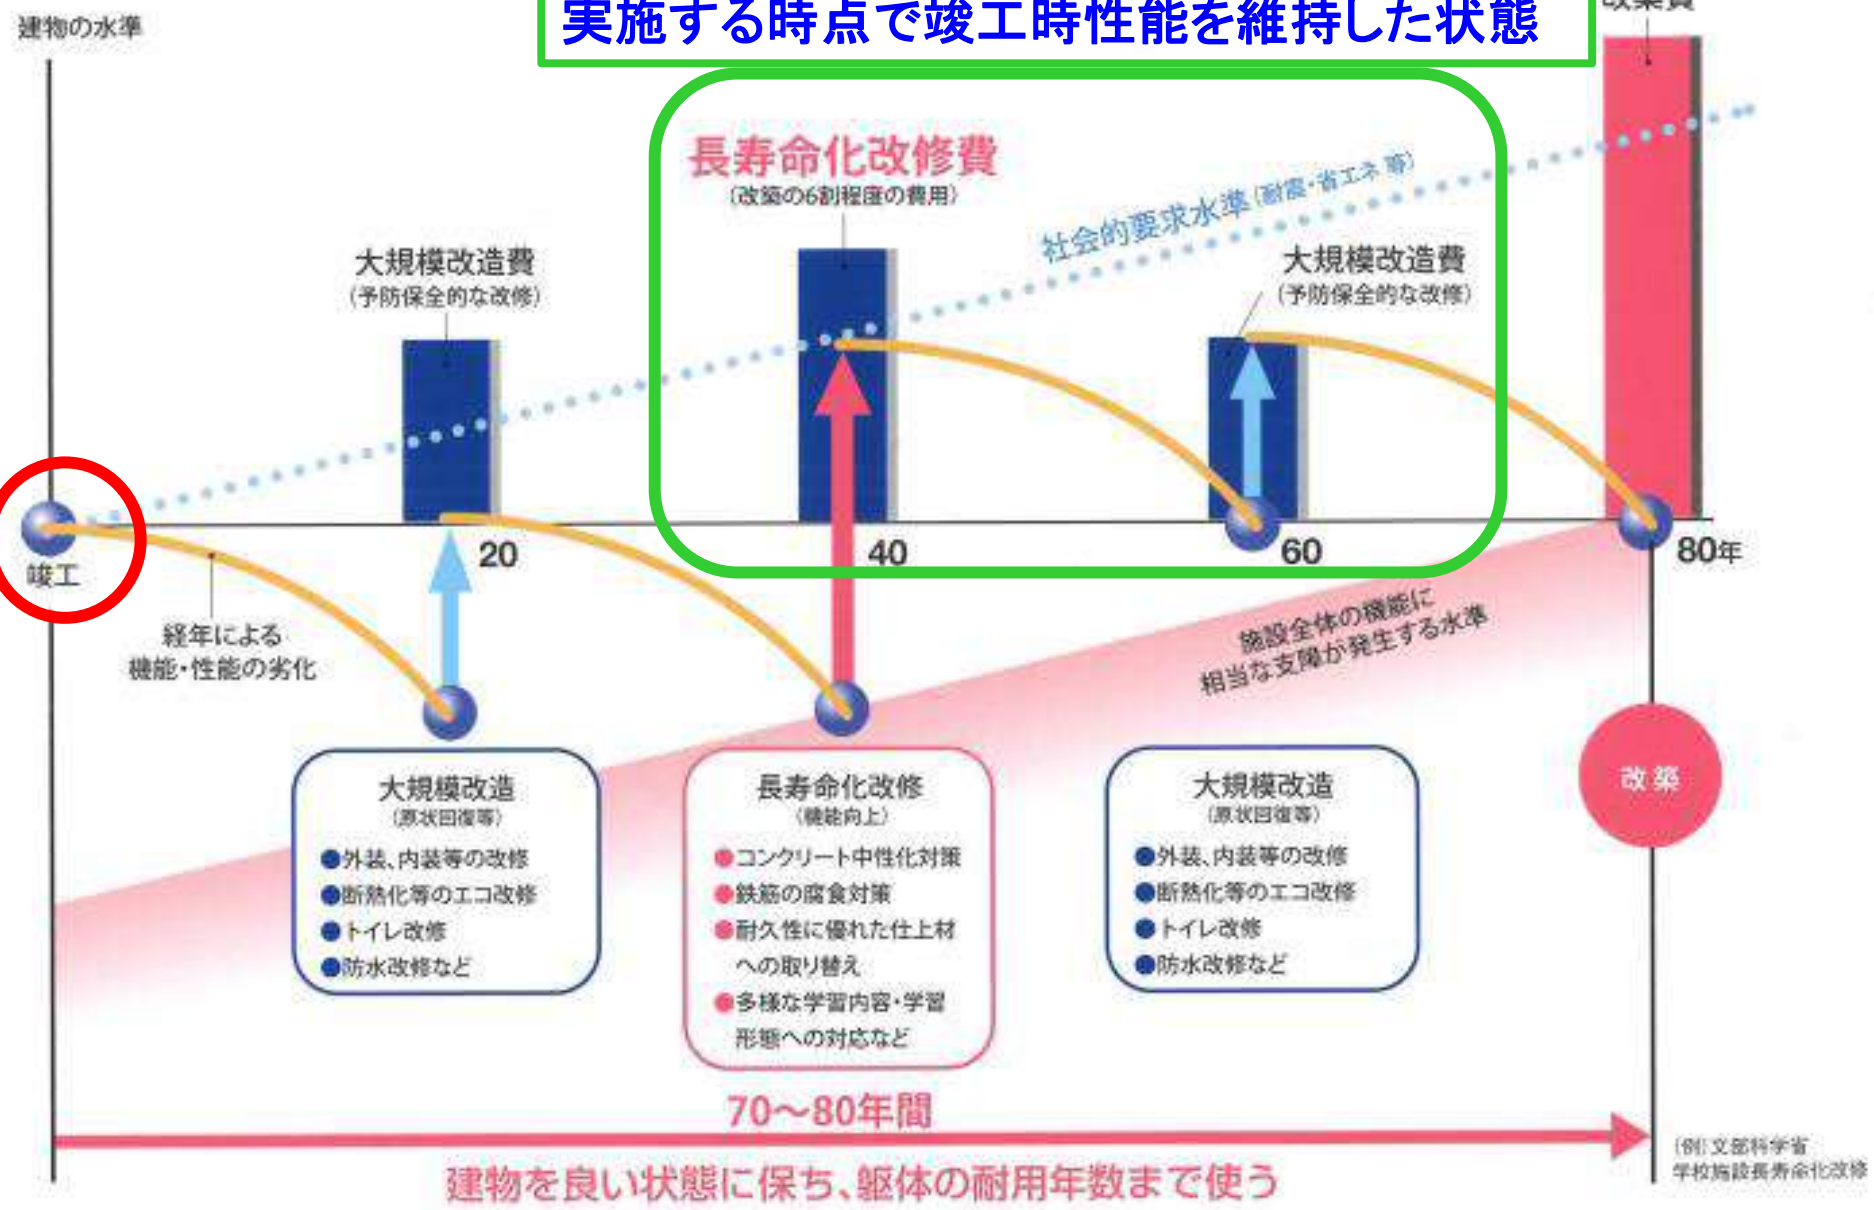 建物の水準
実施する時点で竣工時性能を維持した状態
長寿命化改修費
(改築の6割程度の費用)
社会的要求水準(耐震・省エネ 等)
大規模改造費
(予防保全的な改修)
大規模改造費
(予防保全的な改修)
竣工
20
40
60
80年
経年による
機能・性能の劣化
施設全体の機能に
相当な支障が発生する水準
大規模改造
(原状回復等)
●外装、内装等の改修
●断熱化等のエコ改修
●トイレ改修
●防水改修など
長寿命化改修
(機能向上)
●コンクリート中性化対策
●鉄筋の腐食対策
●耐久性に優れた仕上材
への取り替え
●多様な学習内容・学習
形態への対応など
大規模改造
(原状回復等)
●外装、内装等の改修
●断熱化等のエコ改修
●トイレ改修
●防水改修など
改築
70～80年間
建物を良い状態に保ち、躯体の耐用年数まで使う
(例)文部科学省
学校施設長寿命化改修